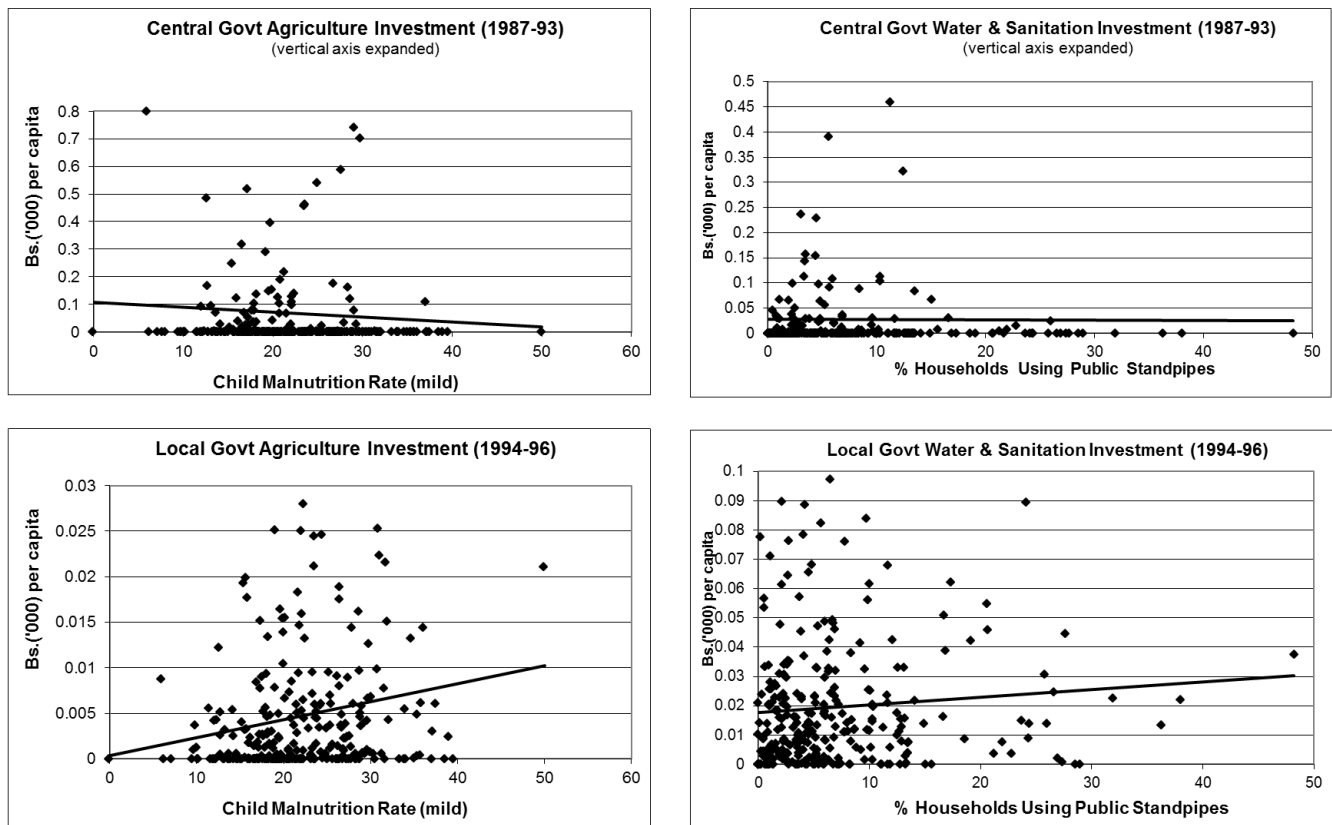 Central Govt Agriculture Investment (1987-93)
(vertical axis expanded)
Bs.('000) per capita
0.8
0.7
0.6
0.5
0.4
0.3
0.2
0.1
0
0 10 20 30 40 50 60
Child Malnutrition Rate (mild)
Central Govt Water & Sanitation Investment (1987-93)
(vertical axis expanded)
Bs.('000) per capita
0.5
0.45
0.4
0.35
0.3
0.25
0.2
0.15
0.1
0.05
0
0 10 20 30 40 50
% Households Using Public Standpipes
Local Govt Agriculture Investment (1994-96)
Bs.('000) per capita
0.03
0.025
0.02
0.015
0.01
0.005
0
0 10 20 30 40 50 60
Child Malnutrition Rate (mild)
Local Govt Water & Sanitation Investment (1994-96)
Bs.('000) per capita
0.1
0.09
0.08
0.07
0.06
0.05
0.04
0.03
0.02
0.01
0
0 10 20 30 40 50
% Households Using Public Standpipes